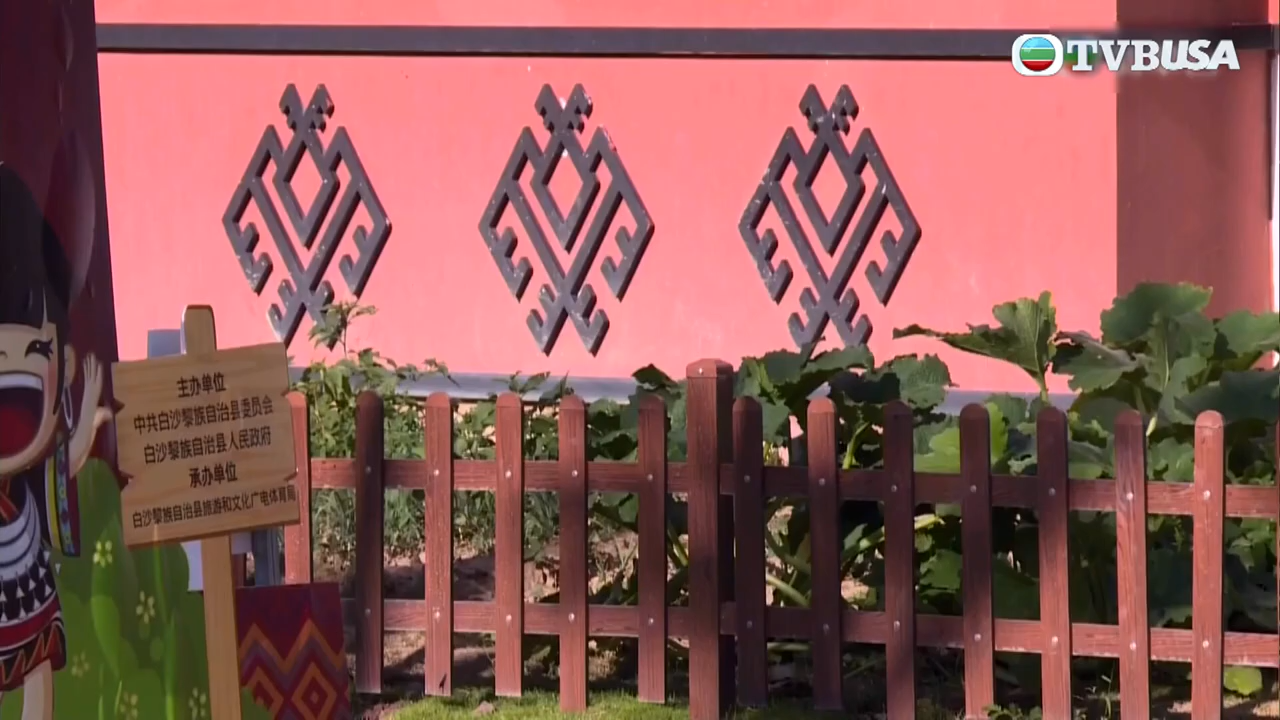 TVBUSA
主办单位
中共白沙黎族自治县委员会
白沙黎族自治县人民政府
承办单位
白沙黎族自治县旅游和文化广电体育局